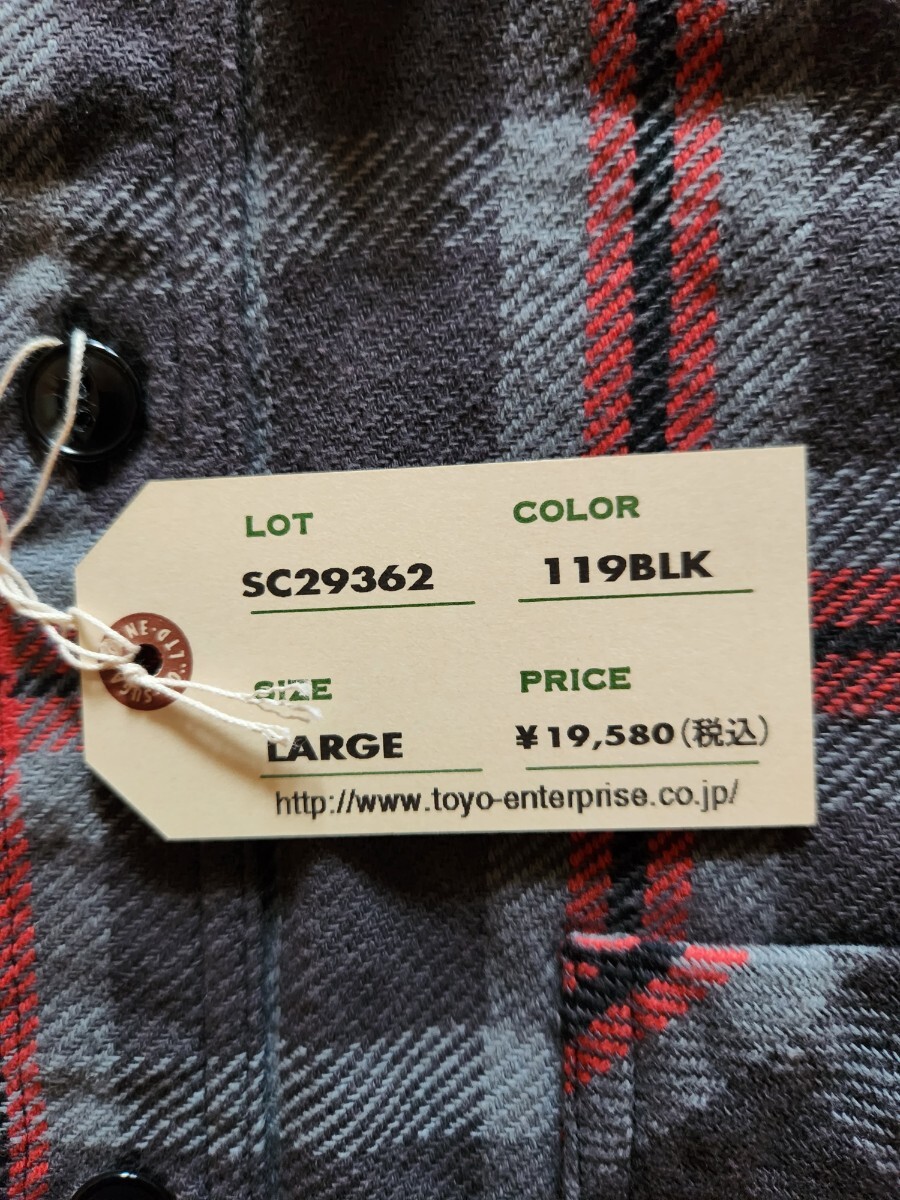 LOT COLOR
SC29362 119BLK
SIZE PRICE
LARGE ¥19,580(税込)
http://www.toyo-enterprise.co.jp/